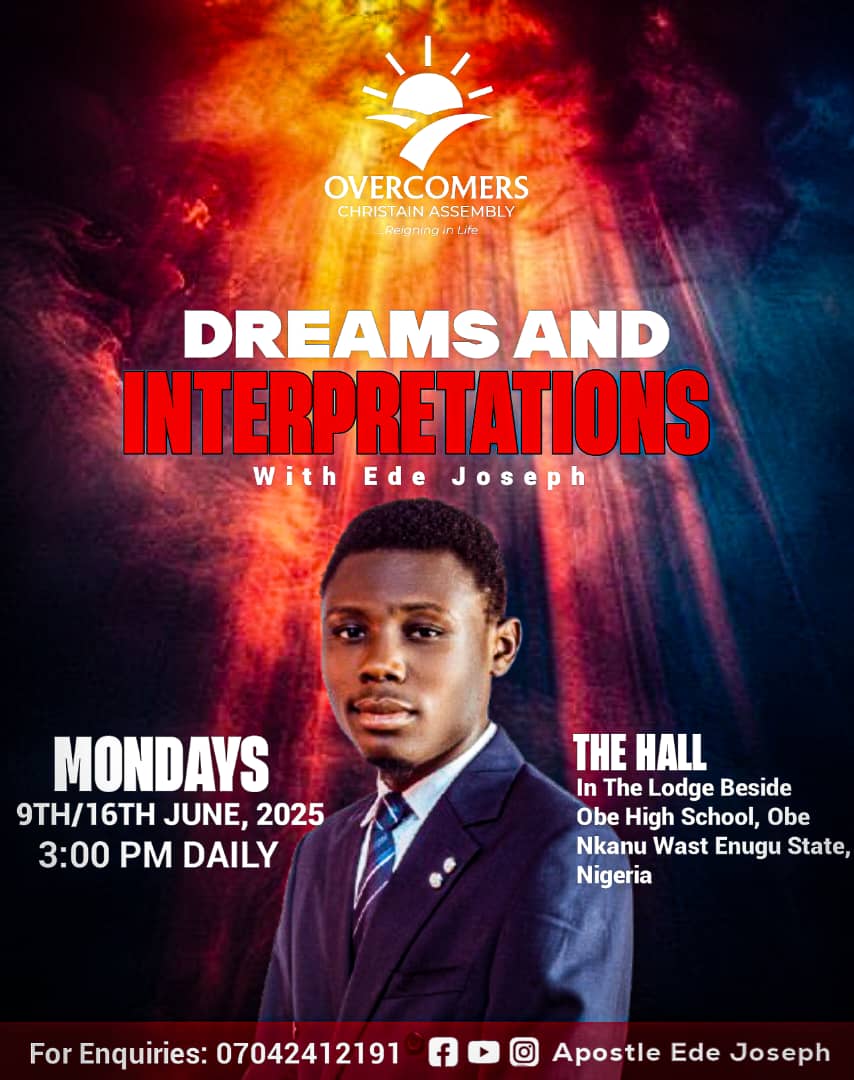 OVERCOMERS
CHRISTAIN ASSEMBLY
...Reigning in Life
DREAMS AND
INTERPRETATIONS
With Ede Joseph
MONDAYS
9TH/16TH JUNE, 2025
3:00 PM DAILY
THE HALL
In The Lodge Beside
Obe High School, Obe
Nkanu Wast Enugu State,
Nigeria
For Enquiries: 07042412191
Apostle Ede Joseph